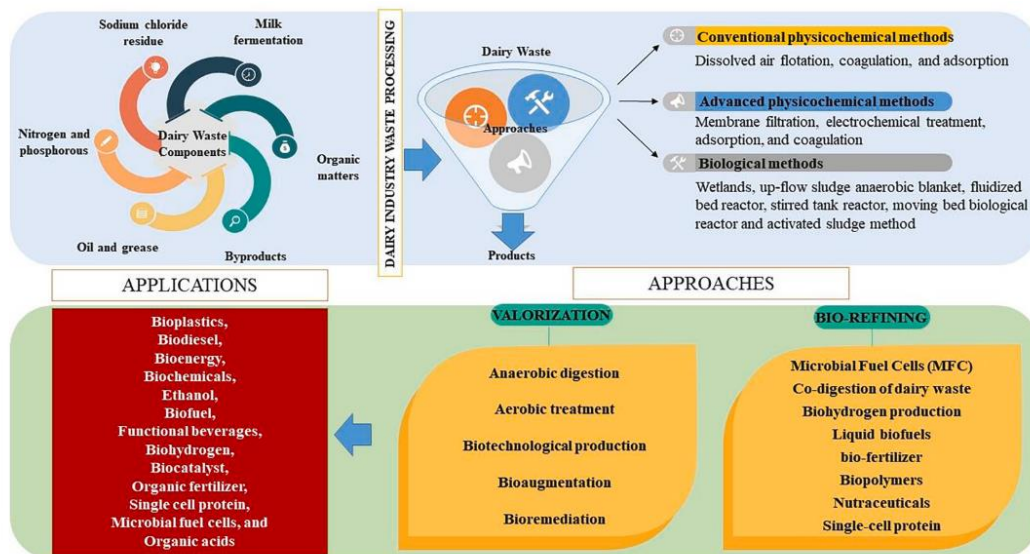 Sodium chloride
residue
Milk
fermentation
Nitrogen and
phosphorous
Dairy Waste
Components
Organic
matters
Oil and grease
Byproducts
DAIRY INDUSTRY WASTE PROCESSING
Dairy Waste
Approaches
Products
Conventional physicochemical methods
Dissolved air flotation, coagulation, and adsorption
Advanced physicochemical methods
Membrane filtration, electrochemical treatment,
adsorption, and coagulation
Biological methods
Wetlands, up-flow sludge anaerobic blanket, fluidized
bed reactor, stirred tank reactor, moving bed biological
reactor and activated sludge method
APPLICATIONS
APPROACHES
Bioplastics,
Biodiesel,
Bioenergy,
Biochemicals,
Ethanol,
Biofuel,
Functional beverages,
Biohydrogen,
Biocatalyst,
Organic fertilizer,
Single cell protein,
Microbial fuel cells, and
Organic acids
VALORIZATION
Anaerobic digestion
Aerobic treatment
Biotechnological production
Bioaugmentation
Bioremediation
BIO-REFINING
Microbial Fuel Cells (MFC)
Co-digestion of dairy waste
Biohydrogen production
Liquid biofuels
bio-fertilizer
Biopolymers
Nutraceuticals
Single-cell protein